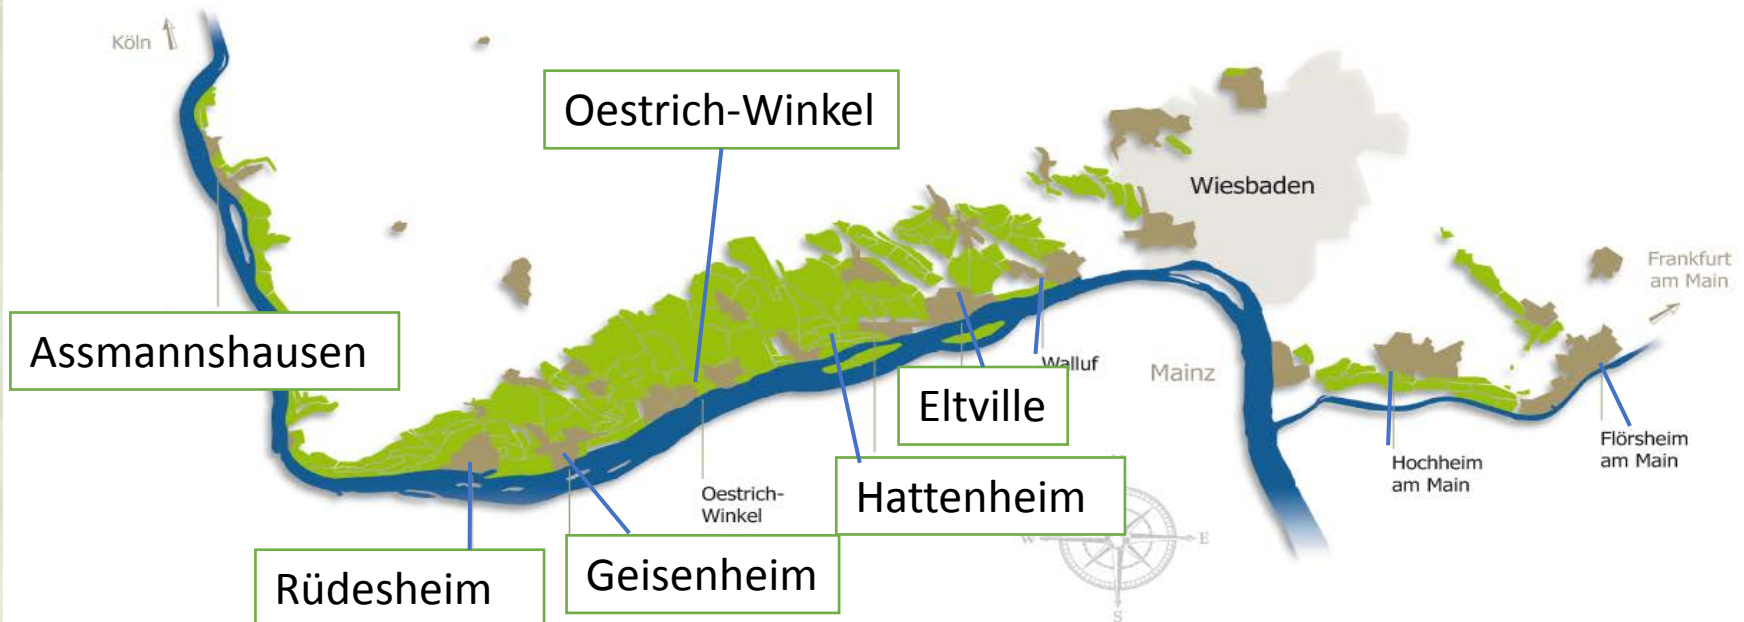 Köln
Oestrich-Winkel
Wiesbaden
Frankfurt
am Main
Assmannshausen
Walluf
Mainz
Eltville
Flörsheim
am Main
Hochheim
am Main
Hattenheim
Oestrich-
Winkel
W
E
Geisenheim
Rüdesheim
S